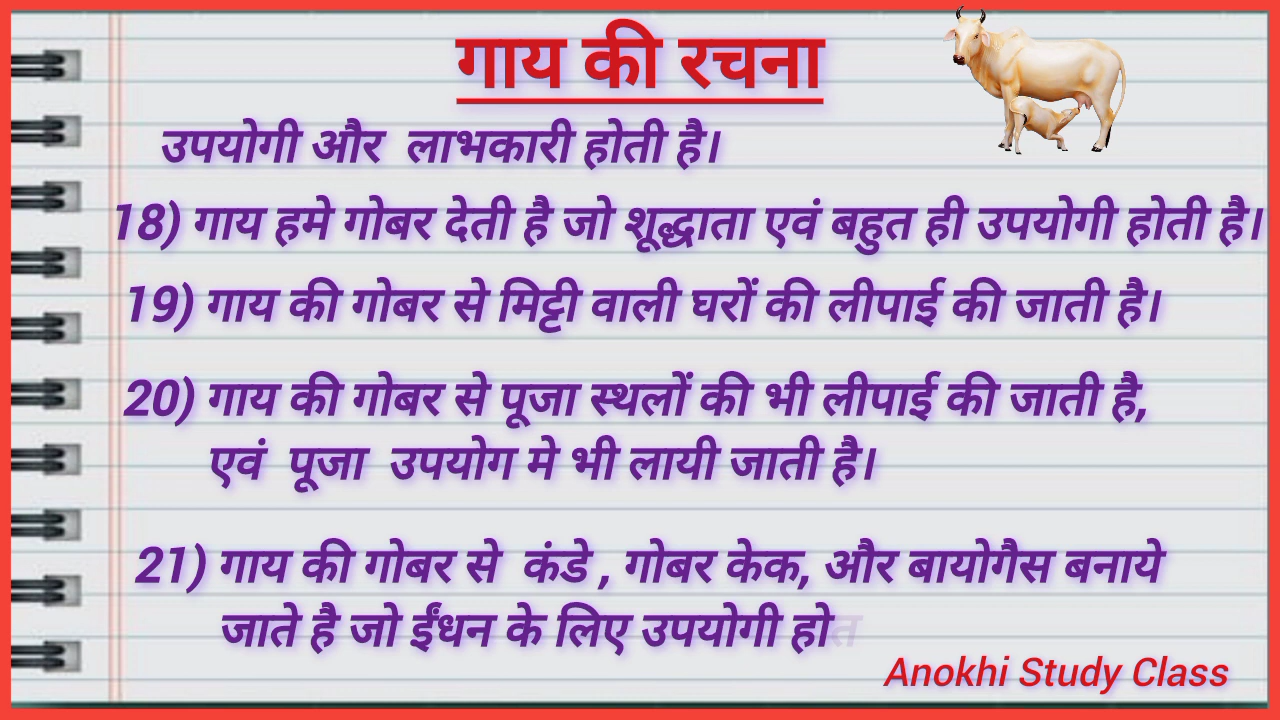 गाय की रचना
उपयोगी और लाभकारी होती है।
18) गाय हमे गोबर देती है जो शूद्धाता एवं बहुत ही उपयोगी होती है।
19) गाय की गोबर से मिट्टी वाली घरों की लीपाई की जाती है।
20) गाय की गोबर से पूजा स्थलों की भी लीपाई की जाती है,
एवं पूजा उपयोग मे भी लायी जाती है।
21) गाय की गोबर से कंडे , गोबर केक, और बायोगैस बनाये
जाते है जो ईंधन के लिए उपयोगी होत
Anokhi Study Class